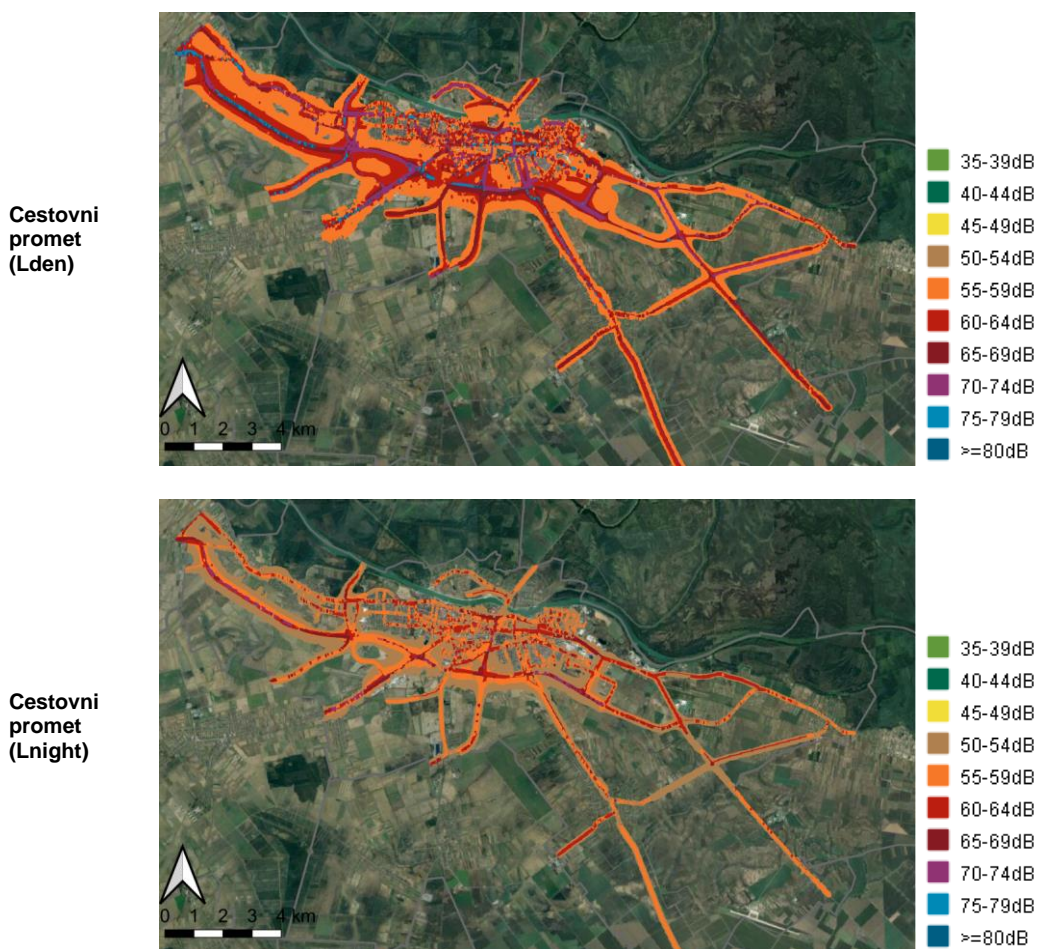 Cestovni
promet
(Lden)
0 1 2 3 4 km
35-39dB
40-44dB
45-49dB
50-54dB
55-59dB
60-64dB
65-69dB
70-74dB
75-79dB
>=80dB
Cestovni
promet
(Lnight)
0 1 2 3 4 km
35-39dB
40-44dB
45-49dB
50-54dB
55-59dB
60-64dB
65-69dB
70-74dB
75-79dB
>=80dB